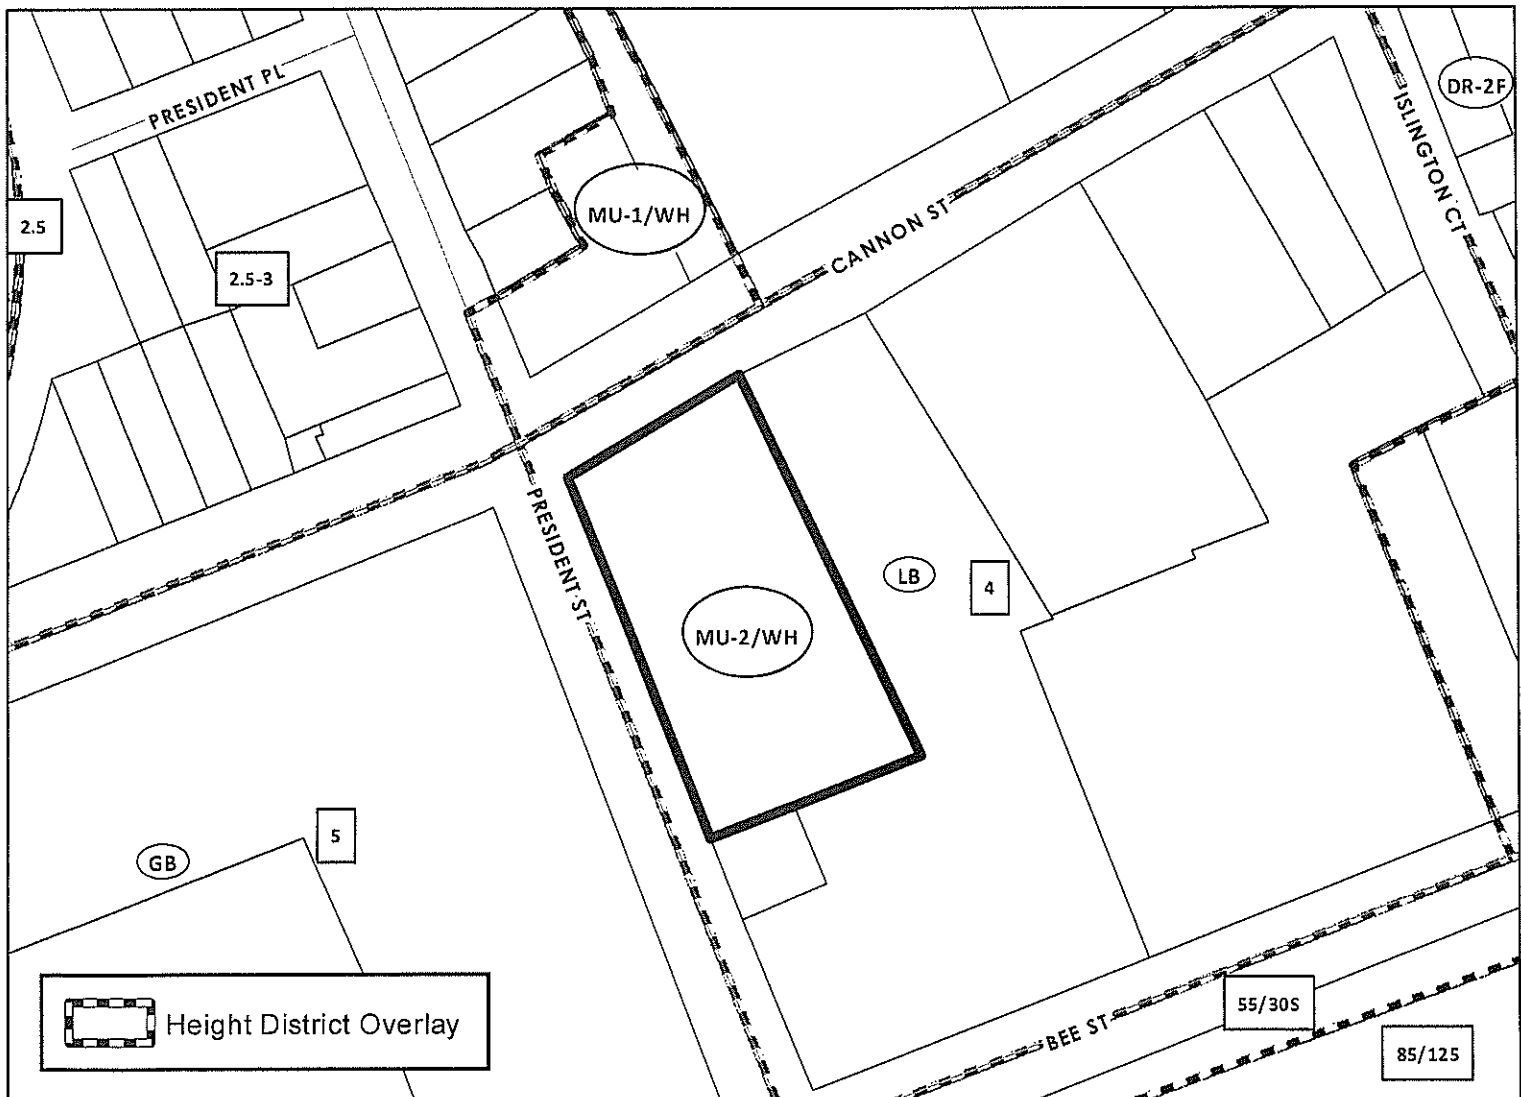 PRESIDENT PL
DR-2F
ISLINGTON CT
2.5
MU-1/WH
CANNON ST
2.5-3
PRESIDENT ST
LB
4
MU-2/WH
5
GB
Height District Overlay
55/30S
BEE ST
85/125